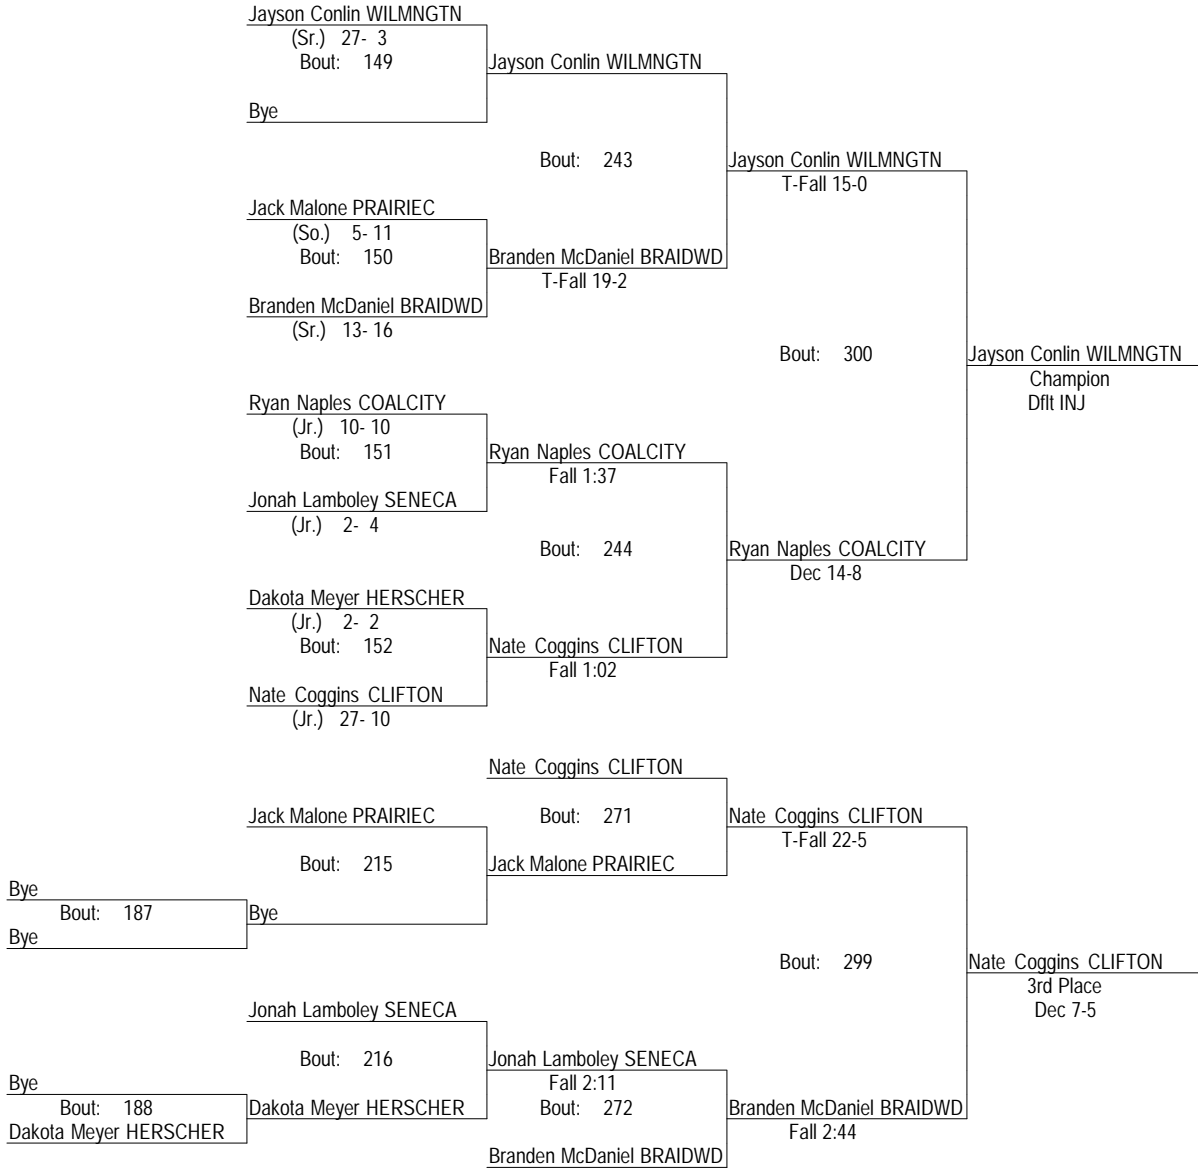 Jayson Conlin WILMNGTN
(Sr.) 27- 3
Bout: 149
Jayson Conlin WILMNGTN
Bye
Bout: 243
Jayson Conlin WILMNGTN
T-Fall 15-0
Jack Malone PRAIRIEC
(So.) 5- 11
Bout: 150
Branden McDaniel BRAIDWD
T-Fall 19-2
Branden McDaniel BRAIDWD
(Sr.) 13- 16
Bout: 300
Jayson Conlin WILMNGTN
Champion
Dflt INJ
Ryan Naples COALCITY
(Jr.) 10- 10
Bout: 151
Ryan Naples COALCITY
Fall 1:37
Jonah Lamboley SENECA
(Jr.) 2- 4
Bout: 244
Ryan Naples COALCITY
Dec 14-8
Dakota Meyer HERSCHER
(Jr.) 2- 2
Bout: 152
Nate Coggins CLIFTON
Fall 1:02
Nate Coggins CLIFTON
(Jr.) 27- 10
Nate Coggins CLIFTON
Jack Malone PRAIRIEC
Bout: 271
Nate Coggins CLIFTON
T-Fall 22-5
Bout: 215
Jack Malone PRAIRIEC
Bye
Bout: 187
Bye
Bye
Bout: 299
Nate Coggins CLIFTON
3rd Place
Dec 7-5
Jonah Lamboley SENECA
Bout: 216
Jonah Lamboley SENECA
Fall 2:11
Bye
Bout: 188
Dakota Meyer HERSCHER
Bout: 272
Branden McDaniel BRAIDWD
Fall 2:44
Dakota Meyer HERSCHER
Branden McDaniel BRAIDWD